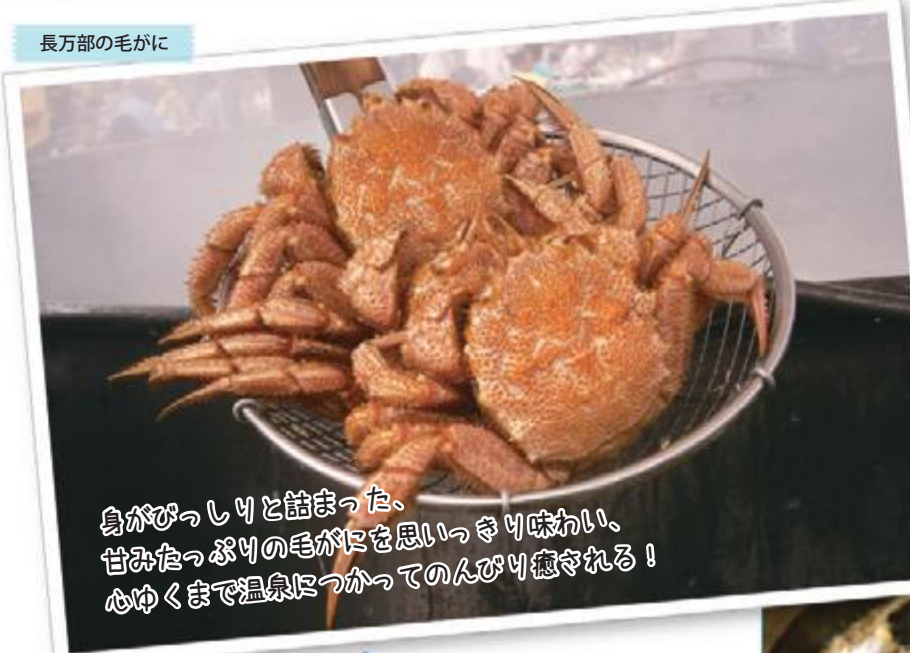 長万部の毛がに
身がびっしりと詰まった、
甘みたっぷりの毛がにを思いっきり味わい、
心ゆくまで温泉につかってのんびり癒される！